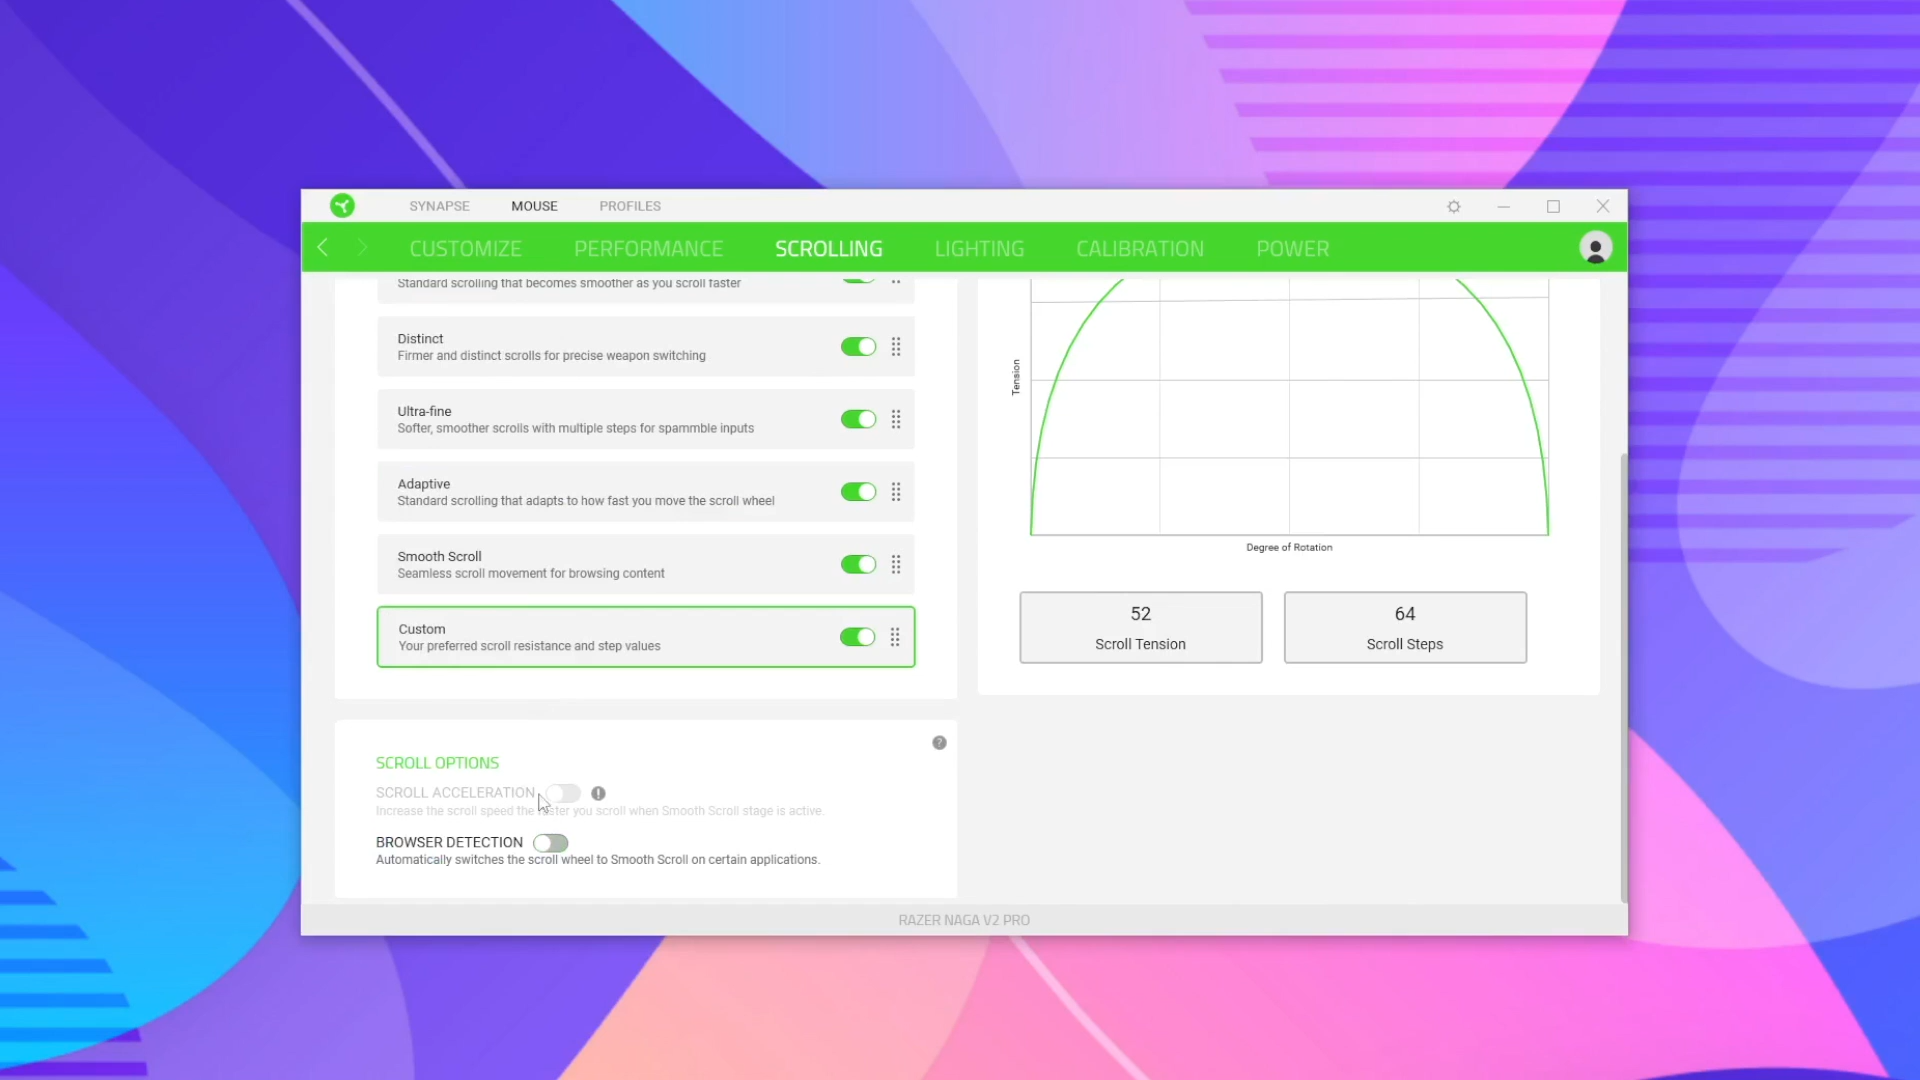 SYNAPSE MOUSE PROFILES
CUSTOMIZE PERFORMANCE SCROLLING LIGHTING CALIBRATION POWER
Standard scrolling that becomes smoother as you scroll faster
Distinct
Firmer and distinct scrolls for precise weapon switching
Ultra-fine
Softer, smoother scrolls with multiple steps for spammble inputs
Adaptive
Standard scrolling that adapts to how fast you move the scroll wheel
Smooth Scroll
Seamless scroll movement for browsing content
Custom
Your preferred scroll resistance and step values
Tension
Degree of Rotation
52
Scroll Tension
64
Scroll Steps
?
SCROLL OPTIONS
SCROLL ACCELERATION !
Increase the scroll speed the faster you scroll when Smooth Scroll stage is active.
BROWSER DETECTION
Automatically switches the scroll wheel to Smooth Scroll on certain applications.
RAZER NAGA V2 PRO